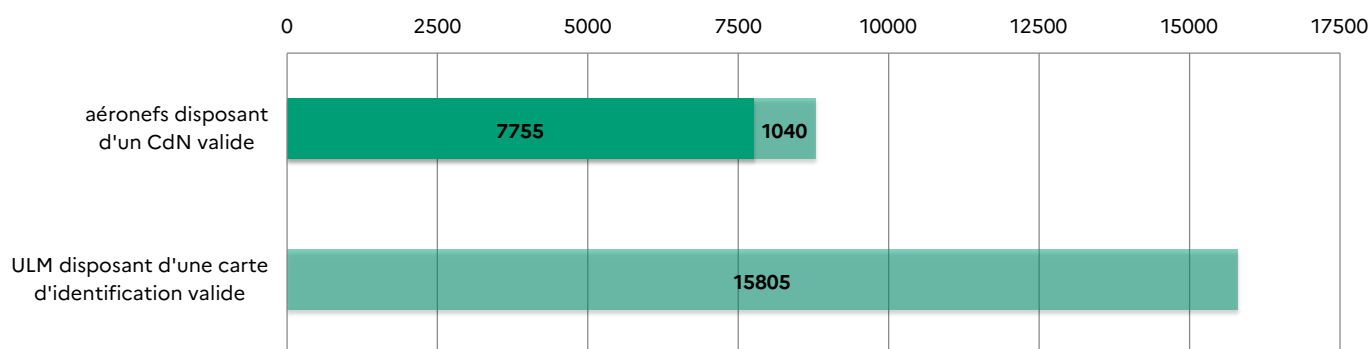 0 2500 5000 7500 10000 12500 15000 17500
aéronefs disposant
d'un CdN valide
7755 1040
ULM disposant d'une carte
d'identification valide
15805